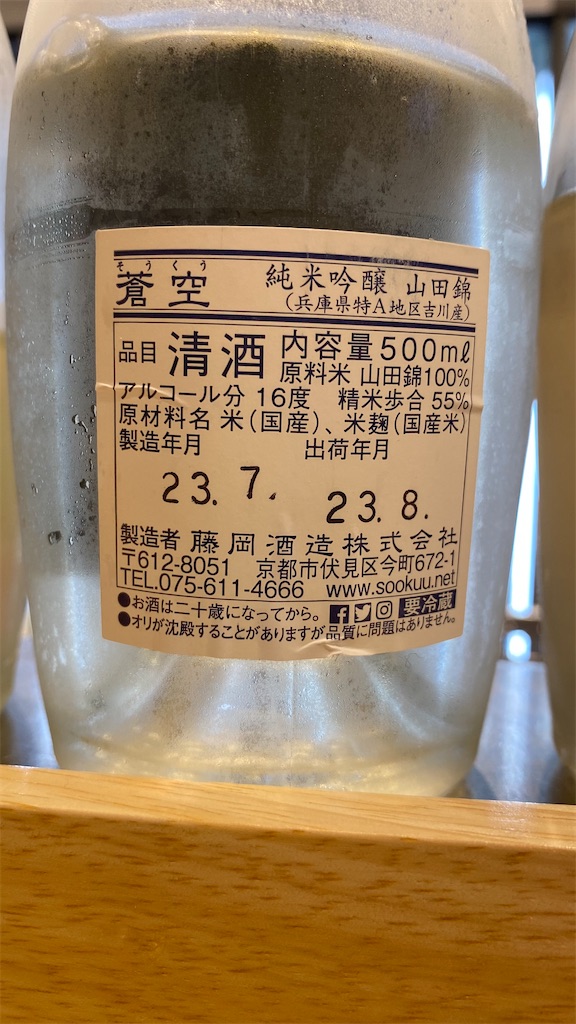 そうくう
蒼空 純米吟醸 山田錦
(兵庫県特A地区吉川産)
品目 清酒 内容量500ml
原料米 山田錦100%
アルコール分 16度 精米歩合 55%
原材料名 米(国産)、米麹(国産米)
製造年月 出荷年月
23.7. 23.8.
製造者 藤岡酒造株式会社
〒612-8051 京都市伏見区今町672-1
TEL.075-611-4666 www.sookuu.net
●お酒は二十歳になってから。 要冷蔵
●オリが沈殿することがありますが品質に問題はありません。